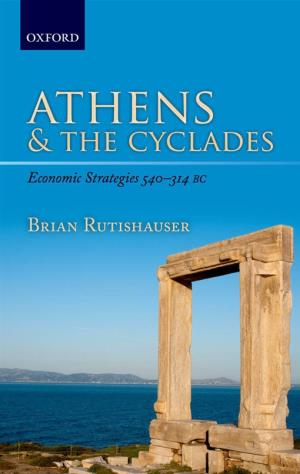 OXFORD
ATHENS
& THE CYCLADES
Economic Strategies 540–314 BC
BRIAN RUTISHAUSER